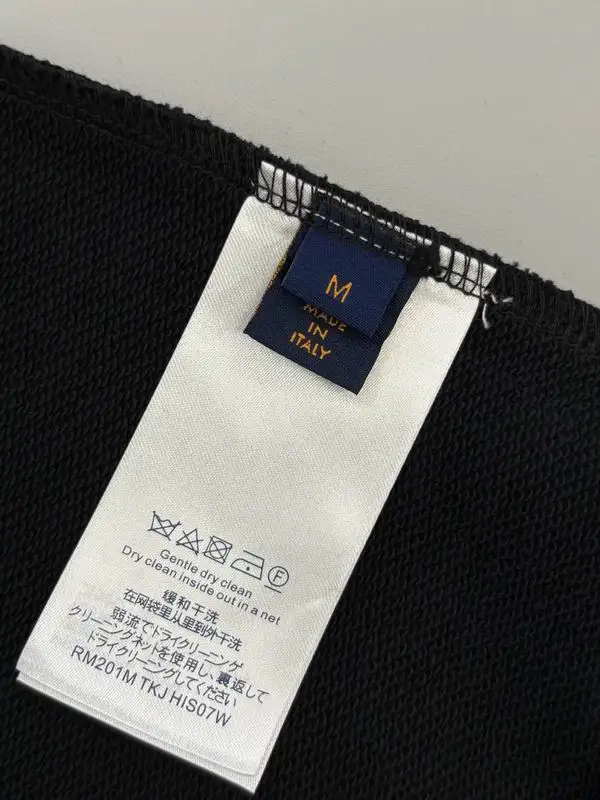 M
MADE
IN
ITALY
F
Gentle dry clean
Dry clean inside out in a net
缓和干洗
在网袋里从里到外干洗
弱流でドライクリーニング
クリーニングネットを使用し、裏返して
ドライクリーニングしてください
RM201M TKJ HIS07W